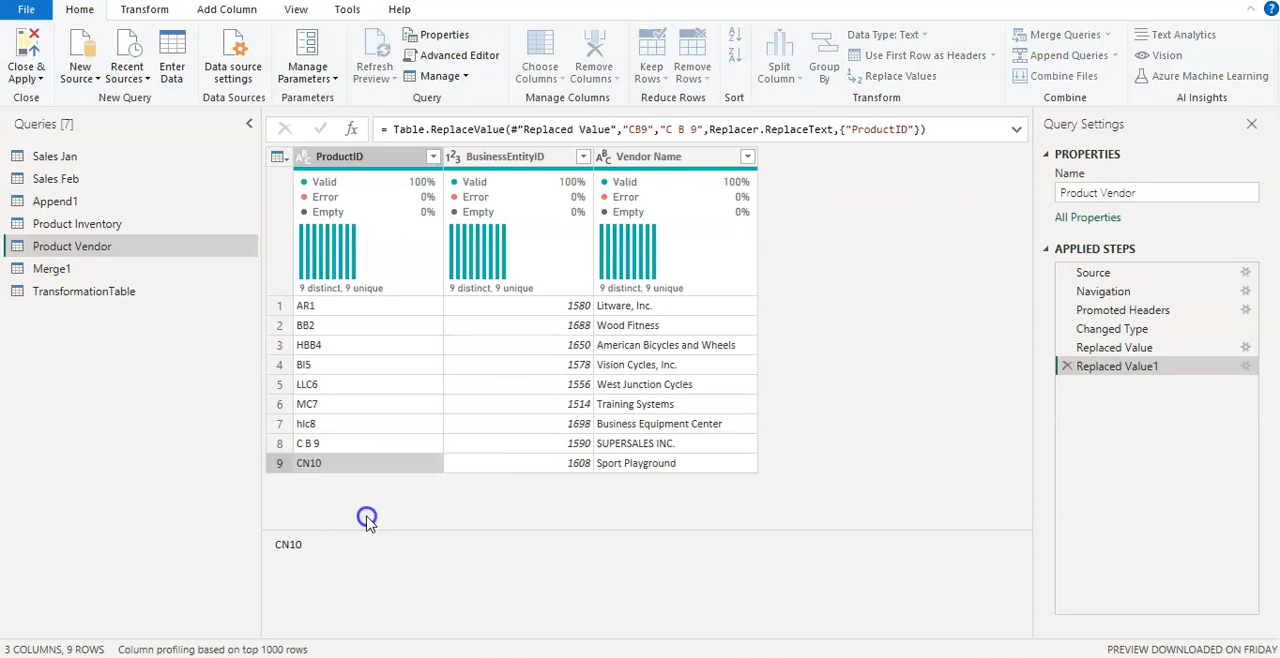 File Home Transform Add Column View Tools Help
Close & Apply New Source Recent Sources Enter Data Data source settings Manage Parameters Refresh Preview Properties Advanced Editor Manage Choose Columns Remove Columns Keep Rows Remove Rows Split Column Group By Data Type: Text Use First Row as Headers Replace Values Merge Queries Append Queries Combine Files Text Analytics Vision Azure Machine Learning
Close New Query Data Sources Parameters Query Manage Columns Reduce Rows Sort Transform Combine AI Insights
Queries [7]
Sales Jan
Sales Feb
Append1
Product Inventory
Product Vendor
Merge1
TransformationTable
fx = Table.ReplaceValue(#"Replaced Value","CB9","C B 9",Replacer.ReplaceText,{"ProductID"})
ABC ProductID 123 BusinessEntityID ABC Vendor Name
Valid 100% Valid 100% Valid 100%
Error 0% Error 0% Error 0%
Empty 0% Empty 0% Empty 0%
9 distinct, 9 unique 9 distinct, 9 unique 9 distinct, 9 unique
1 AR1 1580 Litware, Inc.
2 BB2 1688 Wood Fitness
3 HBB4 1650 American Bicycles and Wheels
4 BI5 1578 Vision Cycles, Inc.
5 LLC6 1556 West Junction Cycles
6 MC7 1514 Training Systems
7 hlc8 1698 Business Equipment Center
8 C B 9 1590 SUPERSALES INC.
9 CN10 1608 Sport Playground
CN10
Query Settings
PROPERTIES
Name
Product Vendor
All Properties
APPLIED STEPS
Source
Navigation
Promoted Headers
Changed Type
Replaced Value
Replaced Value1
3 COLUMNS, 9 ROWS Column profiling based on top 1000 rows PREVIEW DOWNLOADED ON FRIDAY